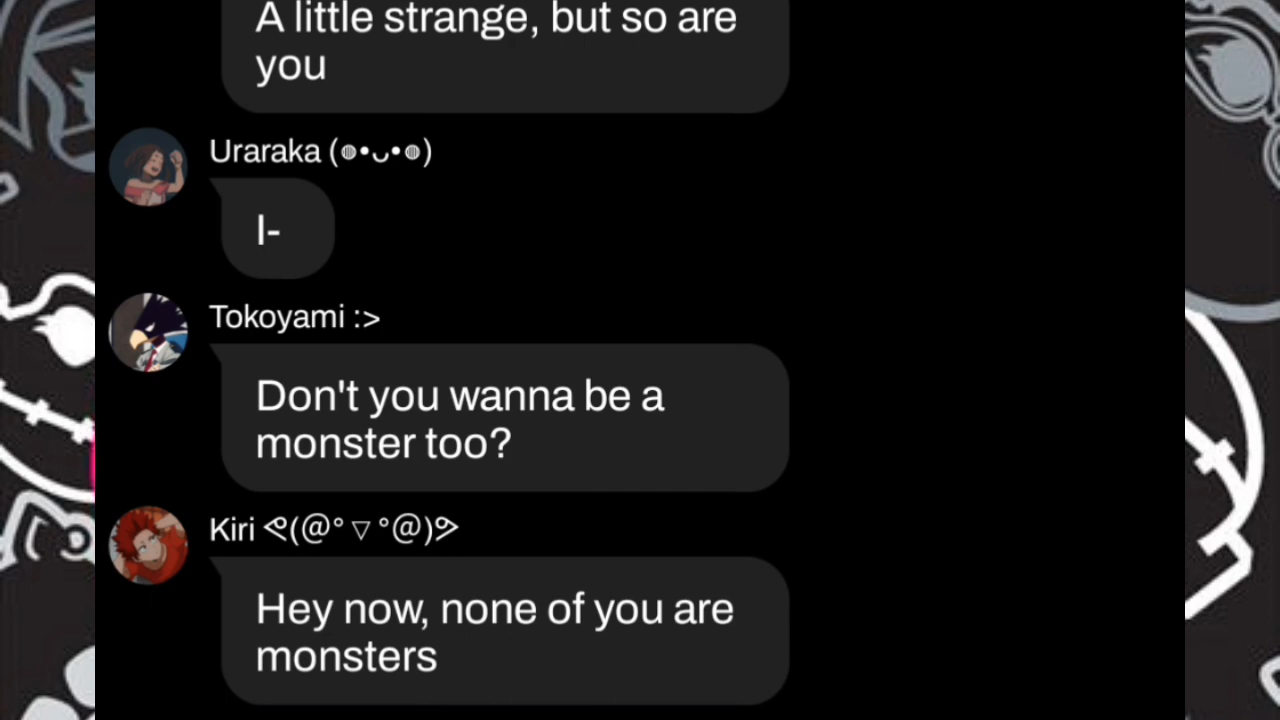 A little strange, but so are
you
Uraraka (◍•ᴗ•◍)
I-
Tokoyami :>
Don't you wanna be a
monster too?
Kiri ᕙ(@°▽°@)ᕗ
Hey now, none of you are
monsters